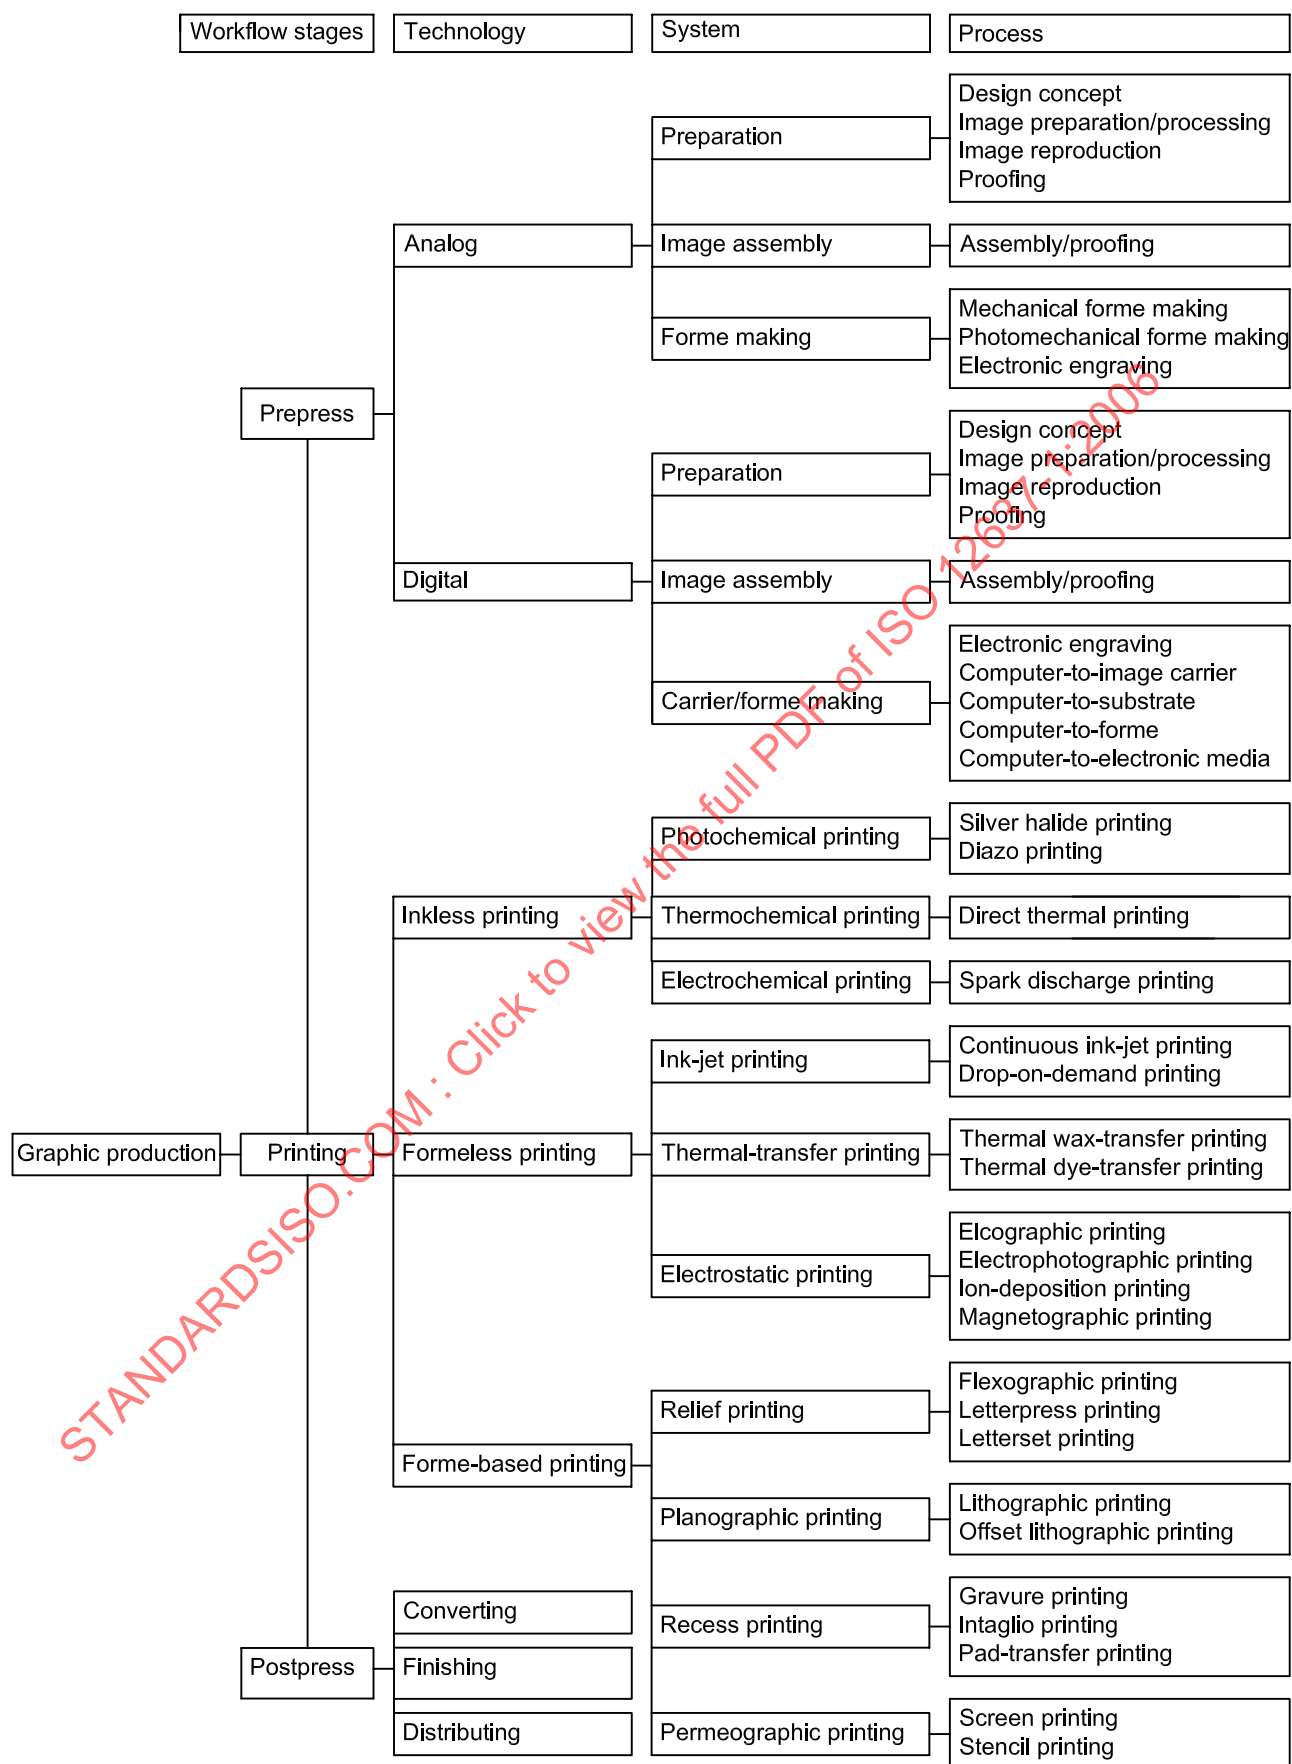 Workflow stages
Technology
System
Process
Preparation
Design concept
Image preparation/processing
Image reproduction
Proofing
Analog
Image assembly
Assembly/proofing
Forme making
Mechanical forme making
Photomechanical forme making
Electronic engraving
Prepress
Preparation
Design concept
Image preparation/processing
Image reproduction
Proofing
Digital
Image assembly
Assembly/proofing
Carrier/forme making
Electronic engraving
Computer-to-image carrier
Computer-to-substrate
Computer-to-forme
Computer-to-electronic media
Photochemical printing
Silver halide printing
Diazo printing
Inkless printing
Thermochemical printing
Direct thermal printing
Electrochemical printing
Spark discharge printing
Ink-jet printing
Continuous ink-jet printing
Drop-on-demand printing
Graphic production
Printing
Formeless printing
Thermal-transfer printing
Thermal wax-transfer printing
Thermal dye-transfer printing
Electrostatic printing
Elcographic printing
Electrophotographic printing
Ion-deposition printing
Magnetographic printing
Relief printing
Flexographic printing
Letterpress printing
Letterset printing
Forme-based printing
Planographic printing
Lithographic printing
Offset lithographic printing
Converting
Recess printing
Gravure printing
Intaglio printing
Pad-transfer printing
Postpress
Finishing
Distributing
Permeographic printing
Screen printing
Stencil printing
STANDARDSISO.COM : Click to view the full PDF of ISO 12637-1:2006